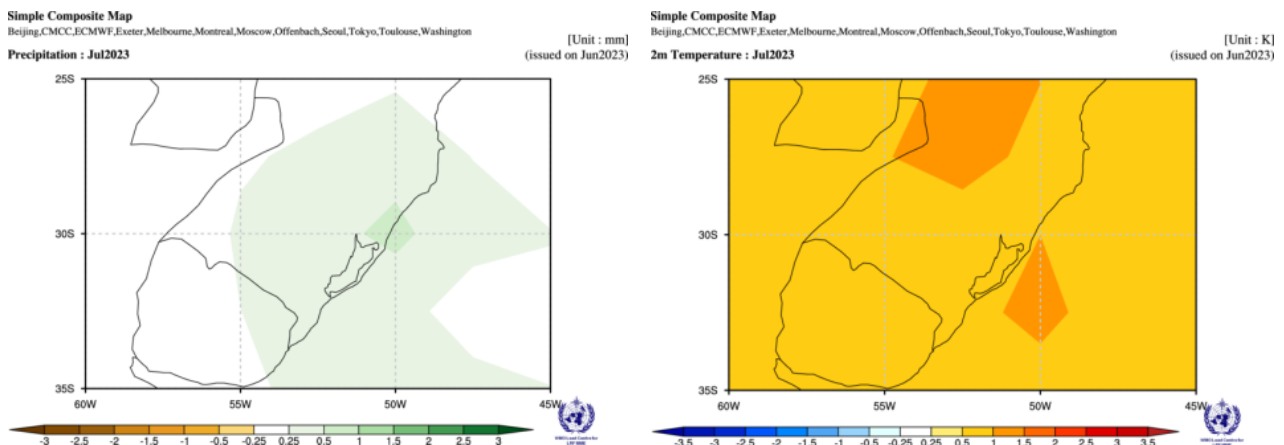 Simple Composite Map
Beijing,CMCC,ECMWF,Exeter,Melbourne,Montreal,Moscow,Offenbach,Seoul,Tokyo,Toulouse,Washington
[Unit : mm]
Precipitation : Jul2023
(issued on Jun2023)
25S
30S
35S
60W
55W
50W
45W
-3
-2.5
-2
-1.5
-1
-0.5
-0.25
0.25
0.5
1
1.5
2
2.5
3
Simple Composite Map
Beijing,CMCC,ECMWF,Exeter,Melbourne,Montreal,Moscow,Offenbach,Seoul,Tokyo,Toulouse,Washington
[Unit : K]
2m Temperature : Jul2023
(issued on Jun2023)
25S
30S
35S
60W
55W
50W
45W
-3.5
-3
-2.5
-2
-1.5
-1
-0.5
-0.25
0.25
0.5
1
1.5
2
2.5
3
3.5